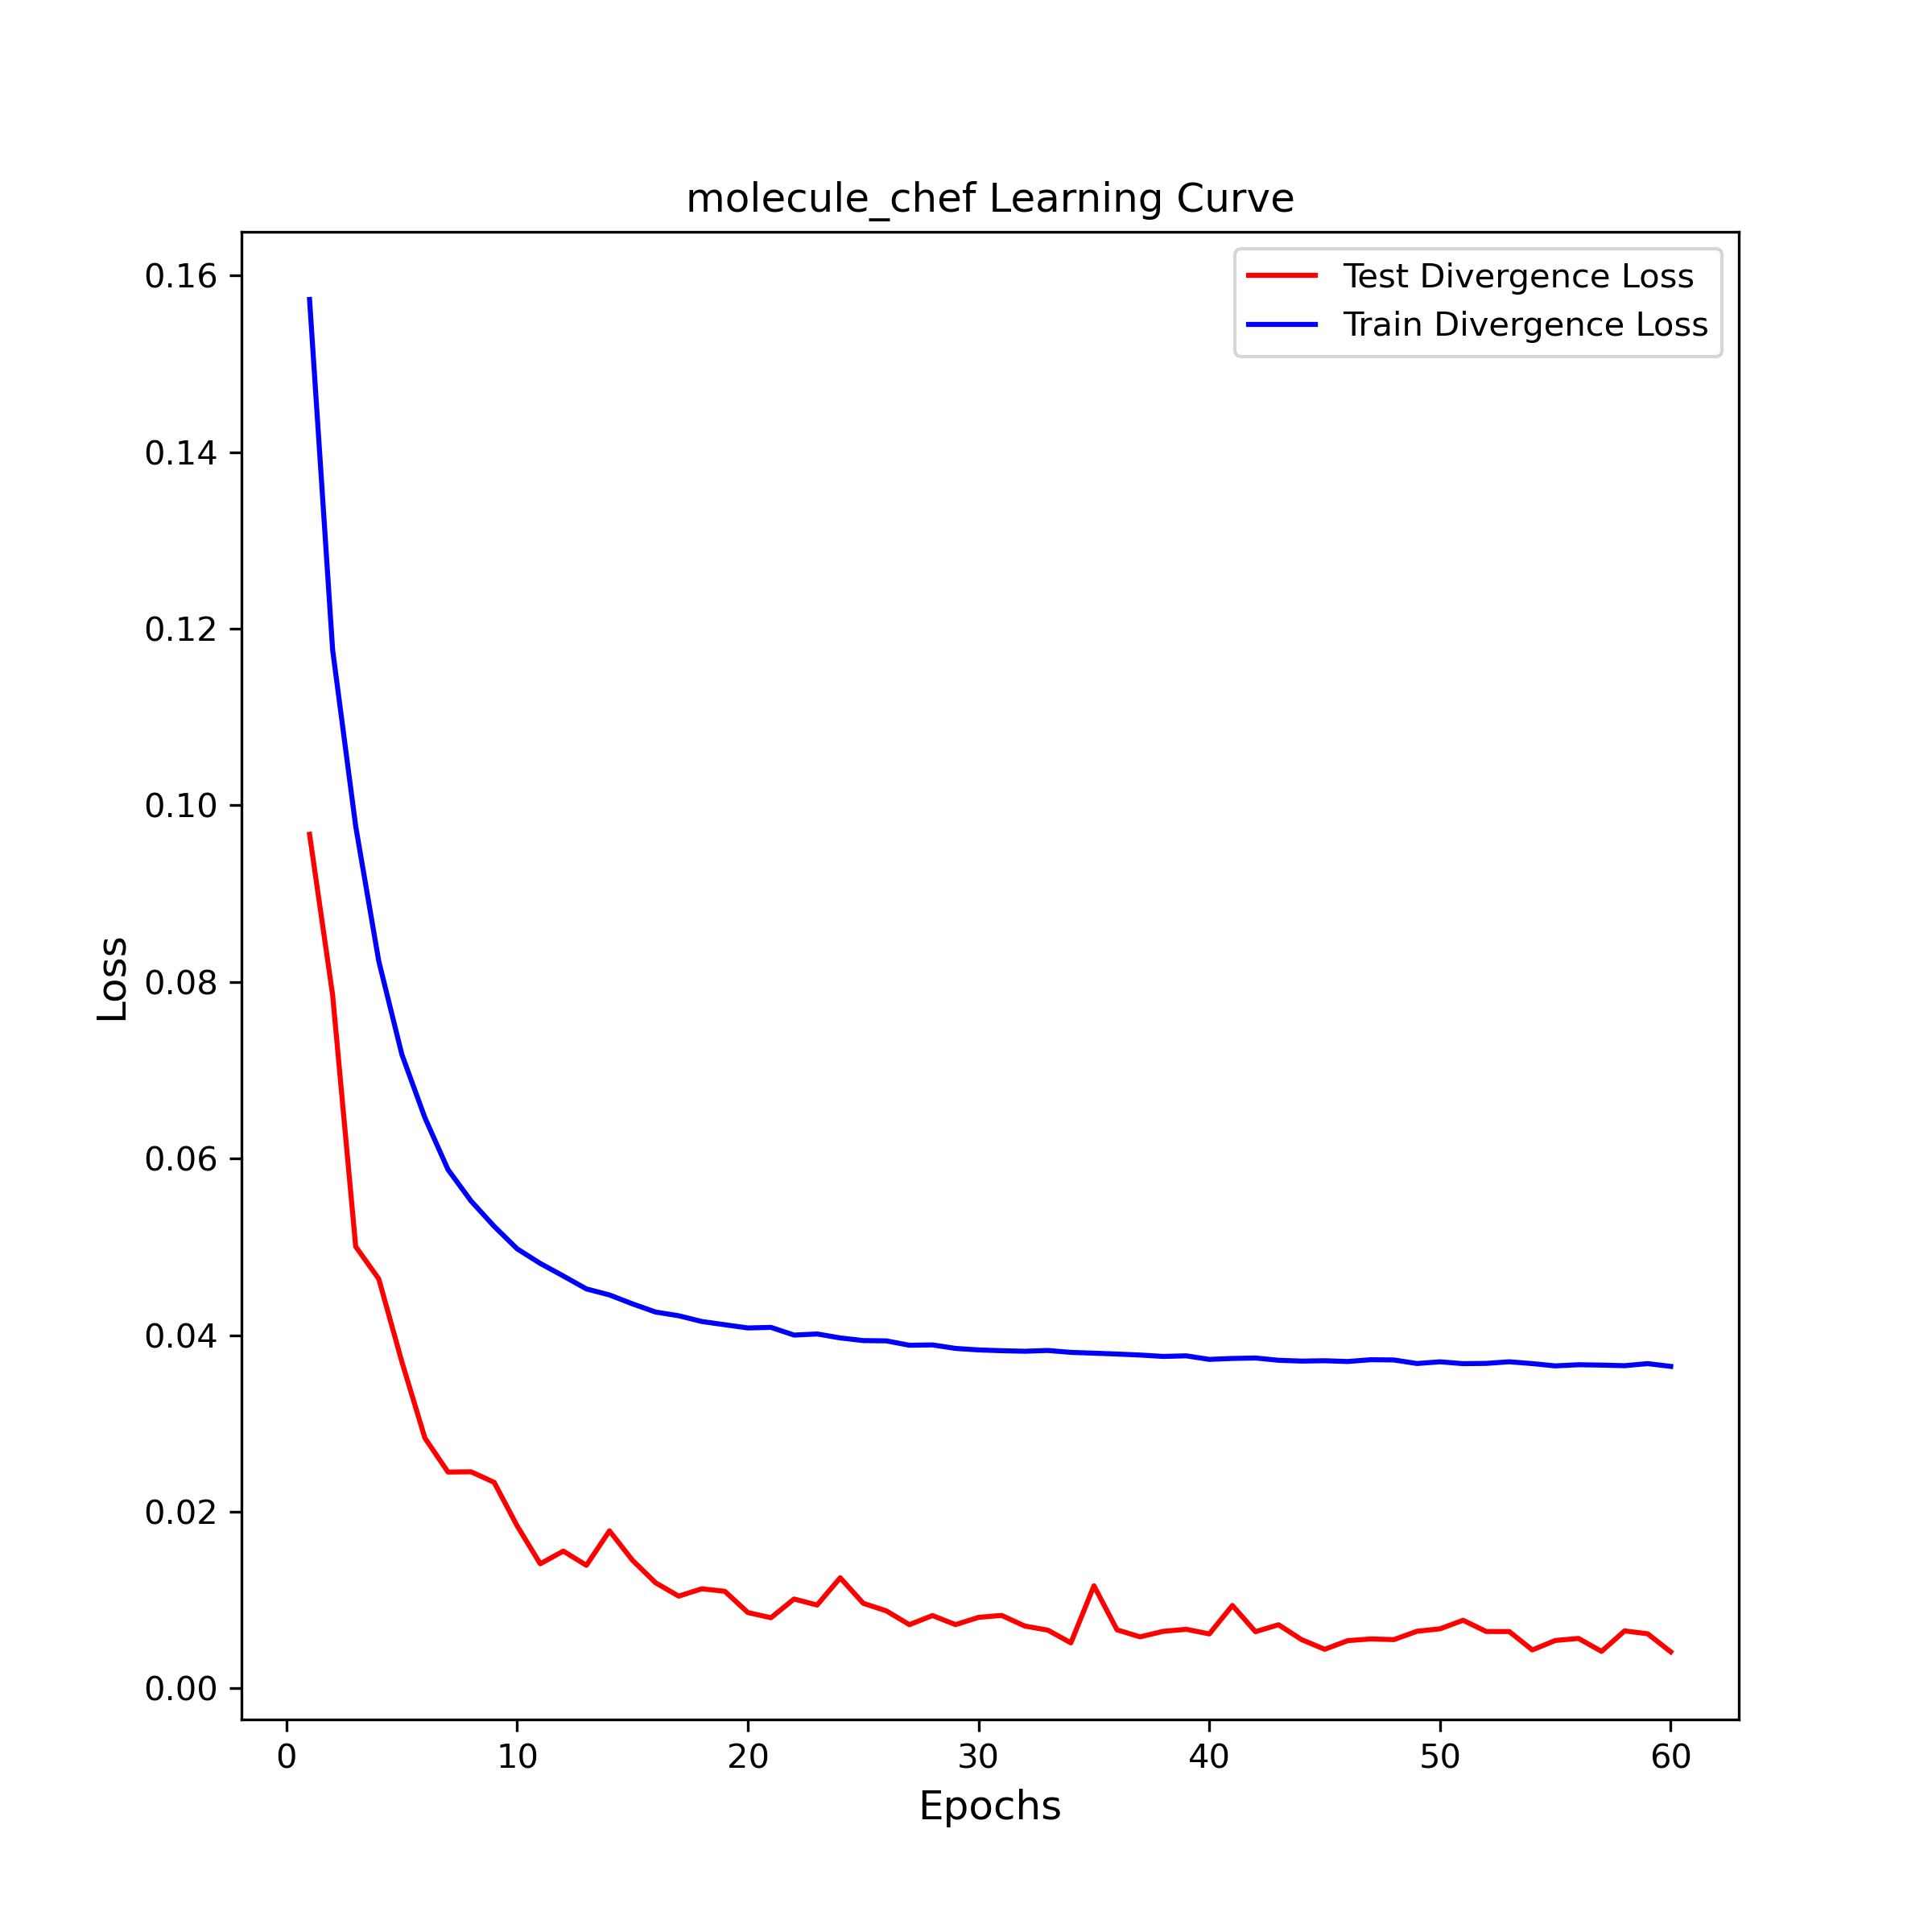 molecule_chef Learning Curve
Test Divergence Loss
Train Divergence Loss
0.16
0.14
0.12
0.10
0.08
0.06
0.04
0.02
0.00
Loss
0 10 20 30 40 50 60
Epochs